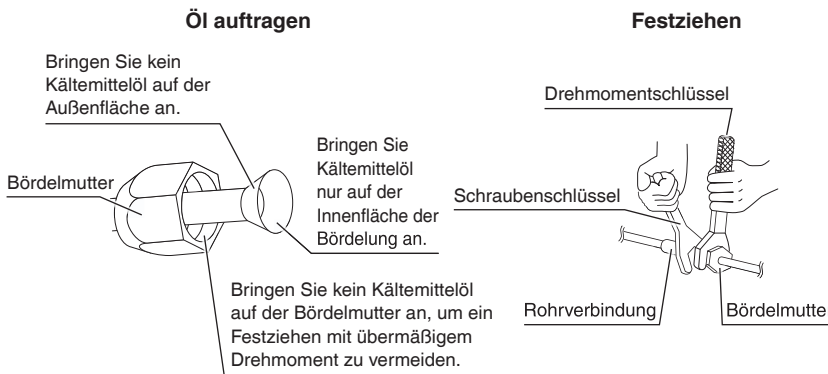 Öl auftragen
Bringen Sie kein
Kältemittelöl auf der
Außenfläche an.
Bördelmutter
Bringen Sie
Kältemittelöl
nur auf der
Innenfläche der
Bördelung an.
Bringen Sie kein Kältemittelöl
auf der Bördelmutter an, um ein
Festziehen mit übermäßigem
Drehmoment zu vermeiden.
Festziehen
Drehmomentschlüssel
Schraubenschlüssel
Rohrverbindung
Bördelmutte